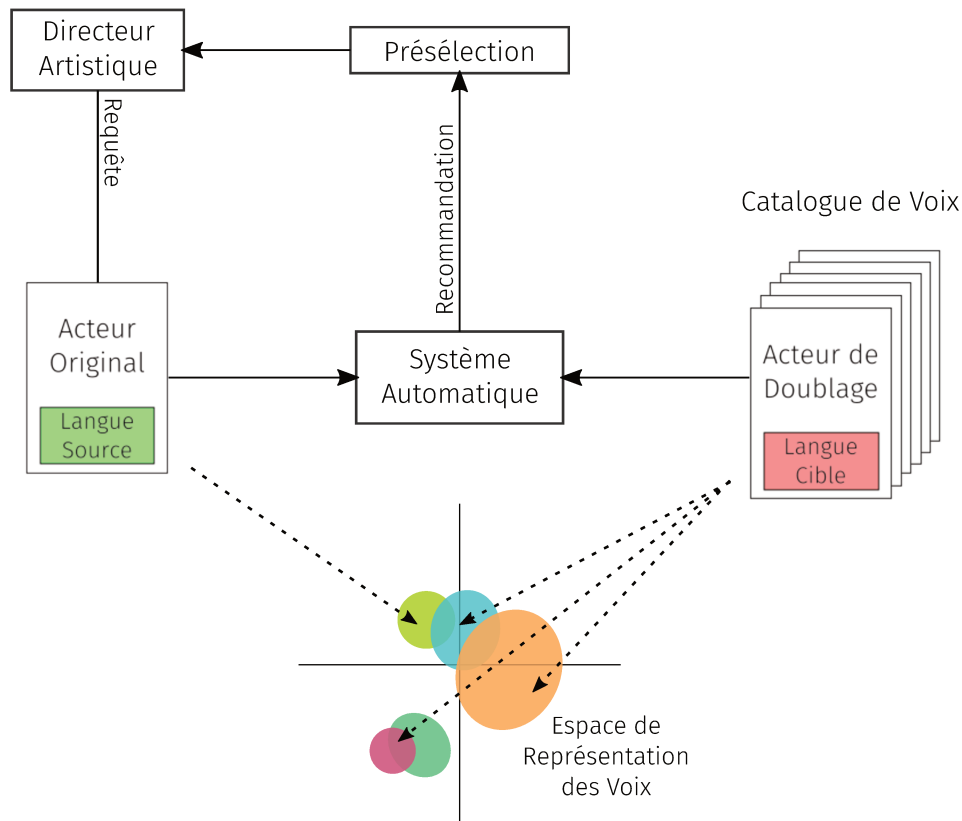 Directeur
Artistique
Présélection
Requête
Recommandation
Catalogue de Voix
Acteur
Original
Langue
Source
Système
Automatique
Acteur de
Doublage
Langue
Cible
Espace de
Représentation
des Voix